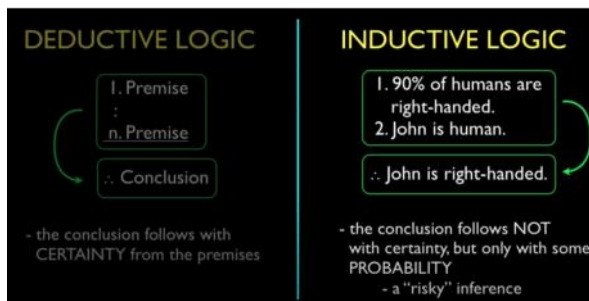 DEDUCTIVE LOGIC
1. Premise
:
n. Premise
∴ Conclusion
- the conclusion follows with
CERTAINTY from the premises
INDUCTIVE LOGIC
1. 90% of humans are
right-handed.
2. John is human.
∴ John is right-handed.
- the conclusion follows NOT
with certainty, but only with some
PROBABILITY
- a “risky” inference